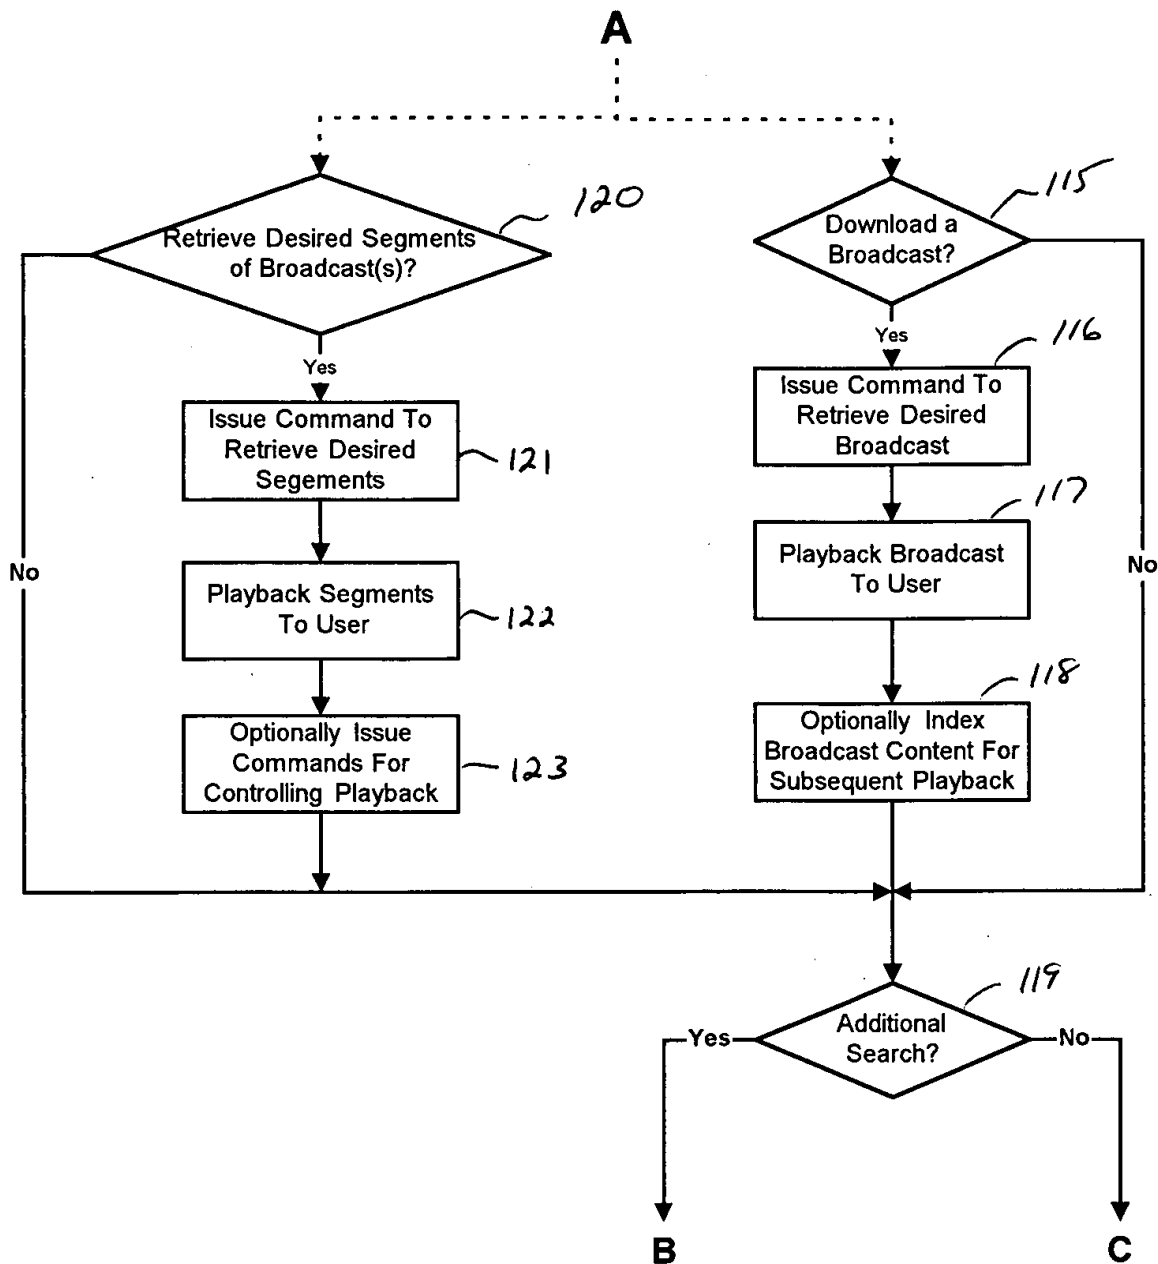 A
120
Retrieve Desired Segments
of Broadcast(s)?
Yes
No
Issue Command To
Retrieve Desired
Segements
121
Playback Segments
To User
122
Optionally Issue
Commands For
Controlling Playback
123
115
Download a
Broadcast?
Yes
No
116
Issue Command To
Retrieve Desired
Broadcast
117
Playback Broadcast
To User
118
Optionally Index
Broadcast Content For
Subsequent Playback
119
Additional
Search?
Yes
No
B
C